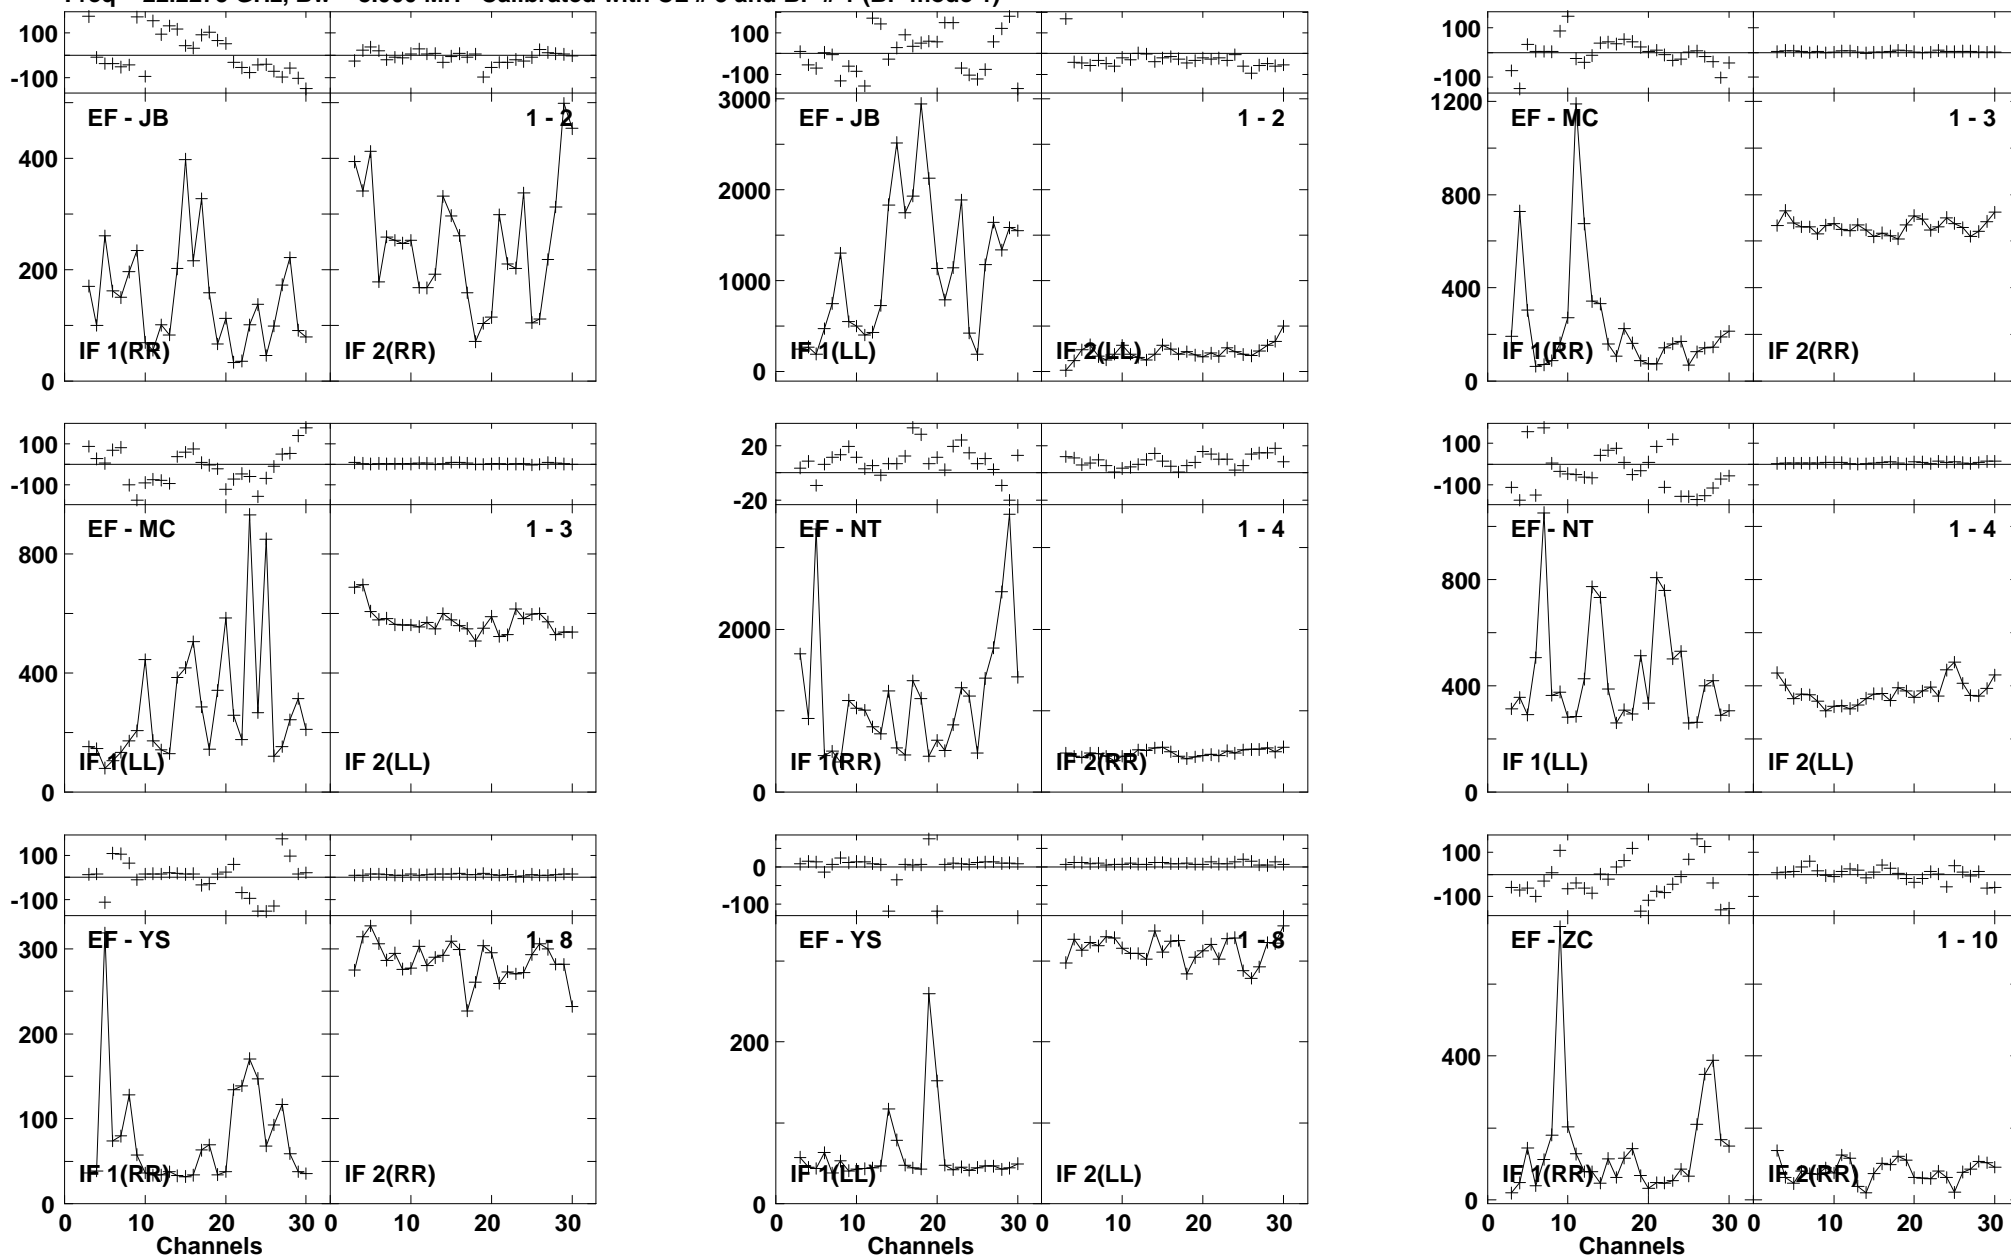 100
-100
EF - JB
1 - 2
400
200
0
IF 1(RR)
IF 2(RR)
100
-100
3000
EF - JB
1 - 2
2000
1000
0
IF 1(LL)
IF 2(LL)
100
-100
1200
EF - MC
1 - 3
800
400
0
IF 1(RR)
IF 2(RR)
100
-100
EF - MC
1 - 3
800
400
0
IF 1(LL)
IF 2(LL)
20
-20
EF - NT
1 - 4
2000
0
IF 1(RR)
IF 2(RR)
100
-100
EF - NT
1 - 4
800
400
0
IF 1(LL)
IF 2(LL)
100
-100
EF - YS
1 - 8
300
200
100
0
IF 1(RR)
IF 2(RR)
0 10 20 30 0 10 20 30
Channels
0
-100
EF - YS
1 - 8
200
0
IF 1(LL)
IF 2(LL)
0 10 20 30 0 10 20 30
Channels
100
-100
EF - ZC
1 - 10
400
0
IF 1(RR)
IF 2(RR)
0 10 20 30 0 10 20 30
Channels